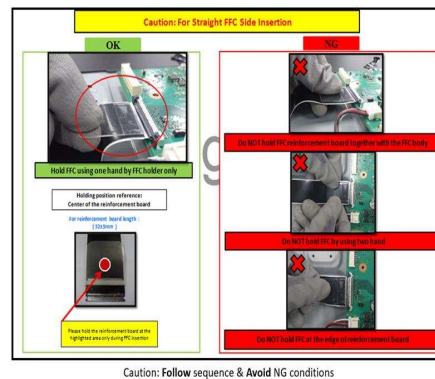 Caution: For Straight FFC Side Insertion
OK
NG
Hold FFC using one hand by FFC holder only
Holding position reference:
Center of the reinforcement board
For reinforcement board length :
Please hold the reinforcement board at the
highlighted area only during FFC insertion
Do NOT hold FFC reinforcement board together with the FFC body
Do NOT hold FFC by using two hand
Do NOT hold FFC at the edge of reinforcement board
Caution: Follow sequence & Avoid NG conditions